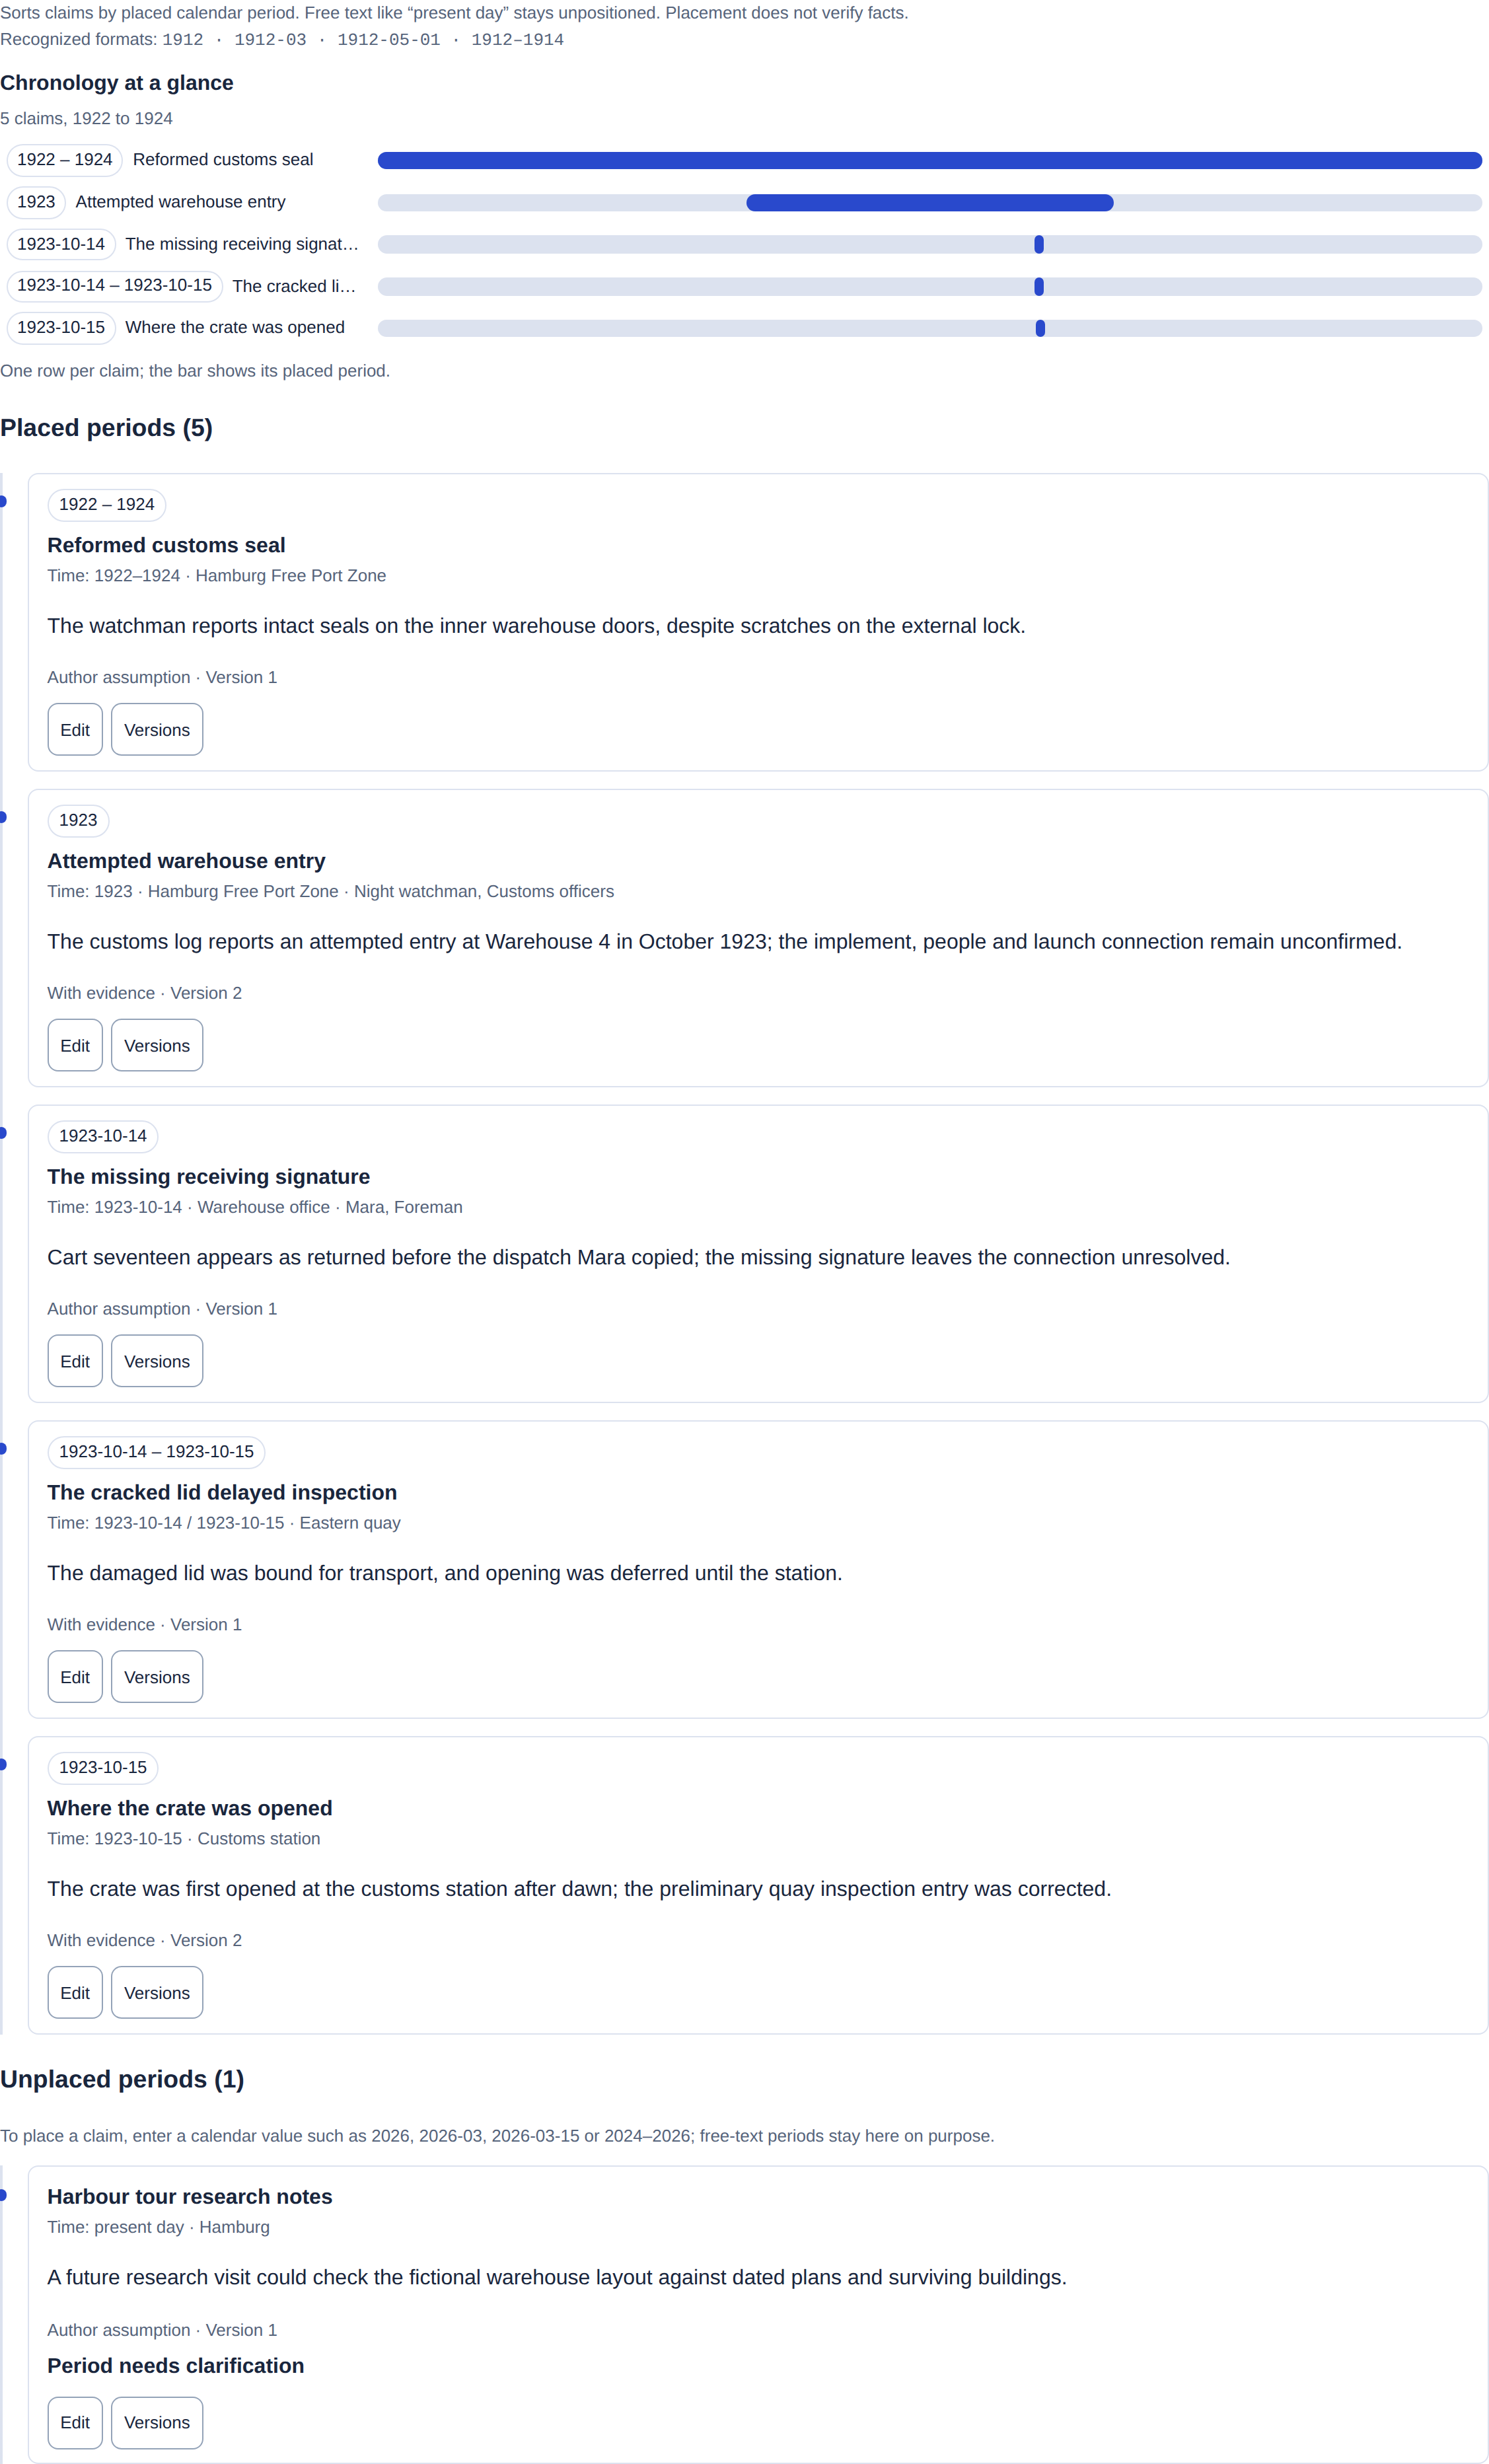 Sorts claims by placed calendar period. Free text like “present day” stays unpositioned. Placement does not verify facts.
Recognized formats: 1912 · 1912-03 · 1912-05-01 · 1912–1914
Chronology at a glance
5 claims, 1922 to 1924
1922 – 1924 Reformed customs seal
1923 Attempted warehouse entry
1923-10-14 The missing receiving signat…
1923-10-14 – 1923-10-15 The cracked li…
1923-10-15 Where the crate was opened
One row per claim; the bar shows its placed period.
Placed periods (5)
1922 – 1924
Reformed customs seal
Time: 1922–1924 · Hamburg Free Port Zone
The watchman reports intact seals on the inner warehouse doors, despite scratches on the external lock.
Author assumption · Version 1
Edit Versions
1923
Attempted warehouse entry
Time: 1923 · Hamburg Free Port Zone · Night watchman, Customs officers
The customs log reports an attempted entry at Warehouse 4 in October 1923; the implement, people and launch connection remain unconfirmed.
With evidence · Version 2
Edit Versions
1923-10-14
The missing receiving signature
Time: 1923-10-14 · Warehouse office · Mara, Foreman
Cart seventeen appears as returned before the dispatch Mara copied; the missing signature leaves the connection unresolved.
Author assumption · Version 1
Edit Versions
1923-10-14 – 1923-10-15
The cracked lid delayed inspection
Time: 1923-10-14 / 1923-10-15 · Eastern quay
The damaged lid was bound for transport, and opening was deferred until the station.
With evidence · Version 1
Edit Versions
1923-10-15
Where the crate was opened
Time: 1923-10-15 · Customs station
The crate was first opened at the customs station after dawn; the preliminary quay inspection entry was corrected.
With evidence · Version 2
Edit Versions
Unplaced periods (1)
To place a claim, enter a calendar value such as 2026, 2026-03, 2026-03-15 or 2024–2026; free-text periods stay here on purpose.
Harbour tour research notes
Time: present day · Hamburg
A future research visit could check the fictional warehouse layout against dated plans and surviving buildings.
Author assumption · Version 1
Period needs clarification
Edit Versions